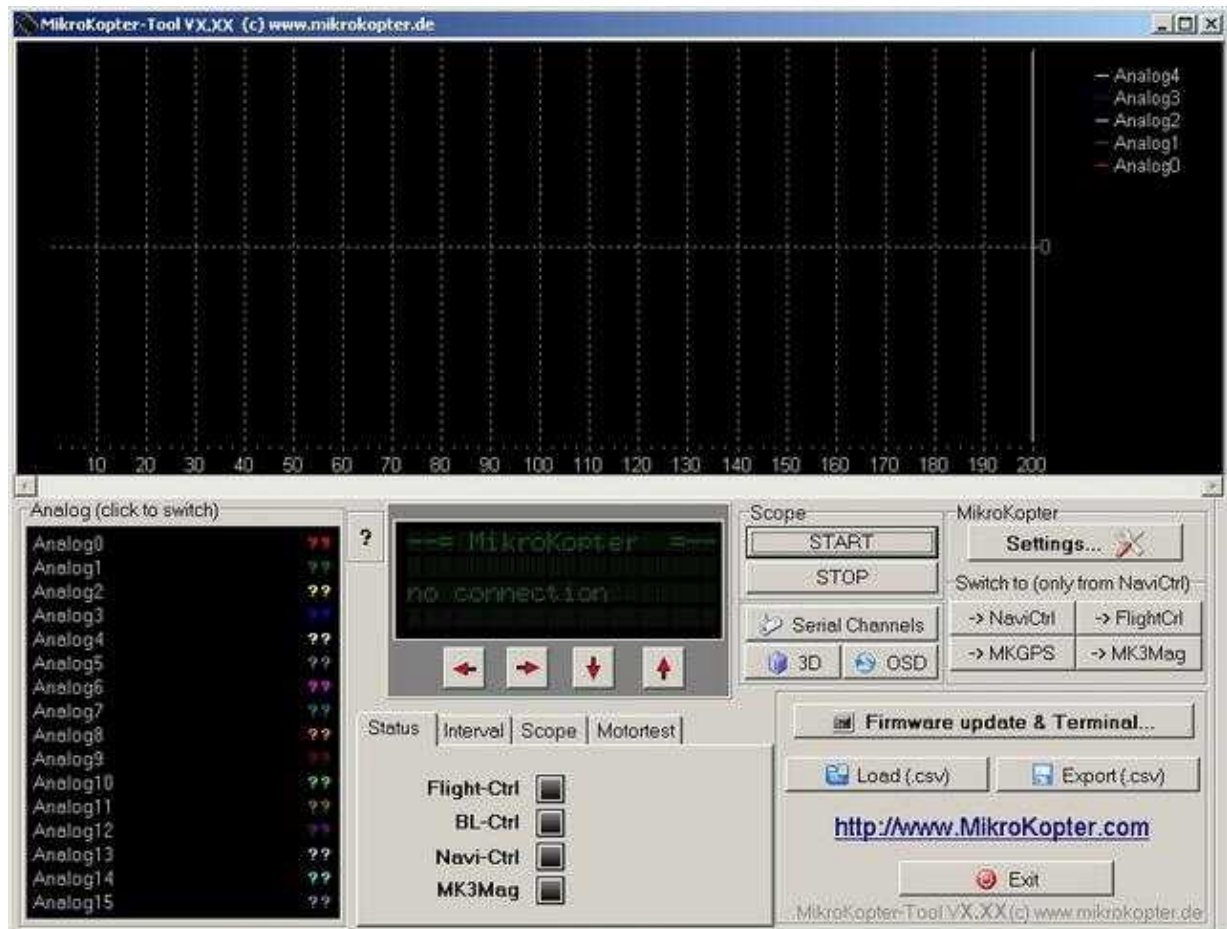 MikroKopter-Tool VX.XX (c) www.mikrokopter.de
Analog4
Analog3
Analog2
Analog1
Analog0
0
10 20 30 40 50 60 70 80 90 100 110 120 130 140 150 160 170 180 190 200
Analog (click to switch)
Analog0 ??
Analog1 ??
Analog2 ??
Analog3 ??
Analog4 ??
Analog5 ??
Analog6 ??
Analog7 ??
Analog8 ??
Analog9 ??
Analog10 ??
Analog11 ??
Analog12 ??
Analog13 ??
Analog14 ??
Analog15 ??
?
--= MikroKopter =--
no connection
Status Interval Scope Motortest
Flight-Ctrl
BL-Ctrl
Navi-Ctrl
MK3Mag
Scope
START
STOP
Serial Channels
3D OSD
MikroKopter
Settings...
Switch to (only from NaviCtrl)
-> NaviCtrl -> FlightCrl
-> MKGPS -> MK3Mag
Firmware update & Terminal...
Load (.csv) Export (.csv)
http://www.MikroKopter.com
Exit
MikroKopter-Tool VX.XX (c) www.mikrokopter.de